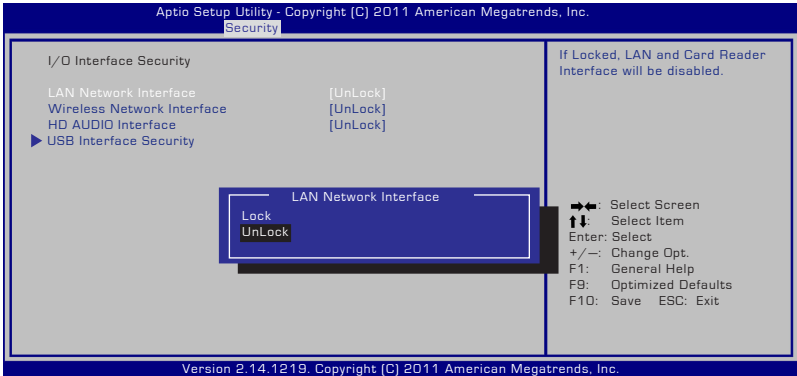 Aptio Setup Utility - Copyright (C) 2011 American Megatrends, Inc.
Security
I/O Interface Security
LAN Network Interface [UnLock]
Wireless Network Interface [UnLock]
HD AUDIO Interface [UnLock]
USB Interface Security
If Locked, LAN and Card Reader
Interface will be disabled.
LAN Network Interface
Lock
UnLock
→←: Select Screen
↑↓: Select Item
Enter: Select
+/—: Change Opt.
F1: General Help
F9: Optimized Defaults
F10: Save ESC: Exit
Version 2.14.1219. Copyright (C) 2011 American Megatrends, Inc.